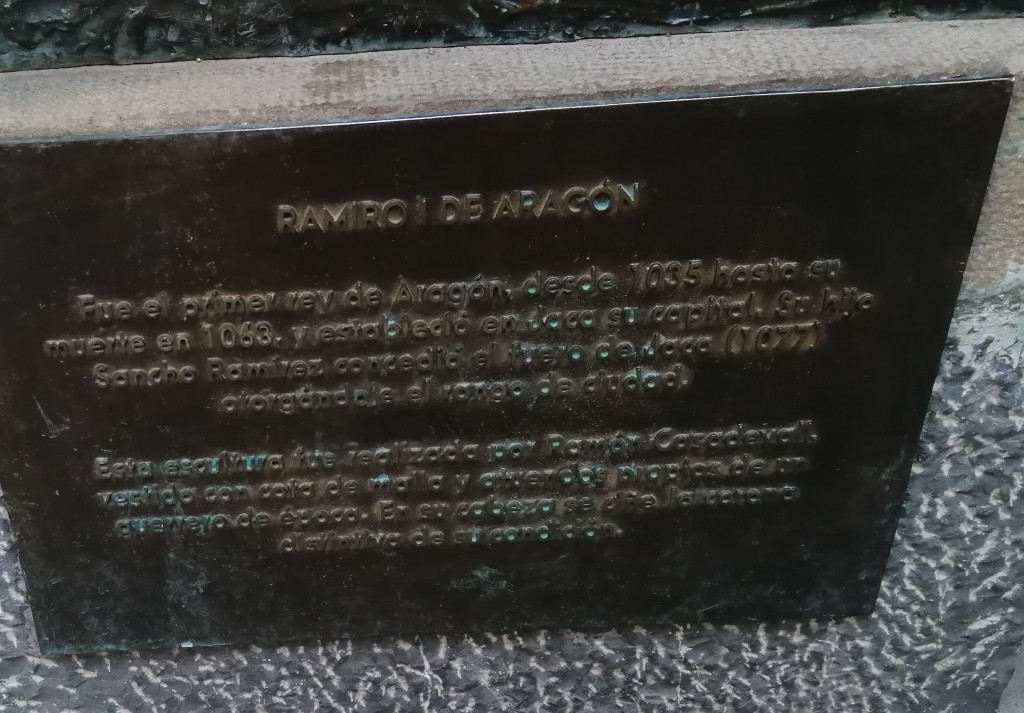 RAMIRO I DE ARAGÓN
Fue el primer rey de Aragón, desde 1035 hasta su
muerte en 1063, y estableció en Jaca su capital. Su hijo
Sancho Ramírez concedió el fuero de Jaca (1077)
otorgándole el rango de ciudad.
Esta escultura fue realizada por Ramón Casadevall,
vestido con cota de malla y atuendos propios de un
guerrero de época. En su cabeza se ciñe la corona
distintiva de su condición.